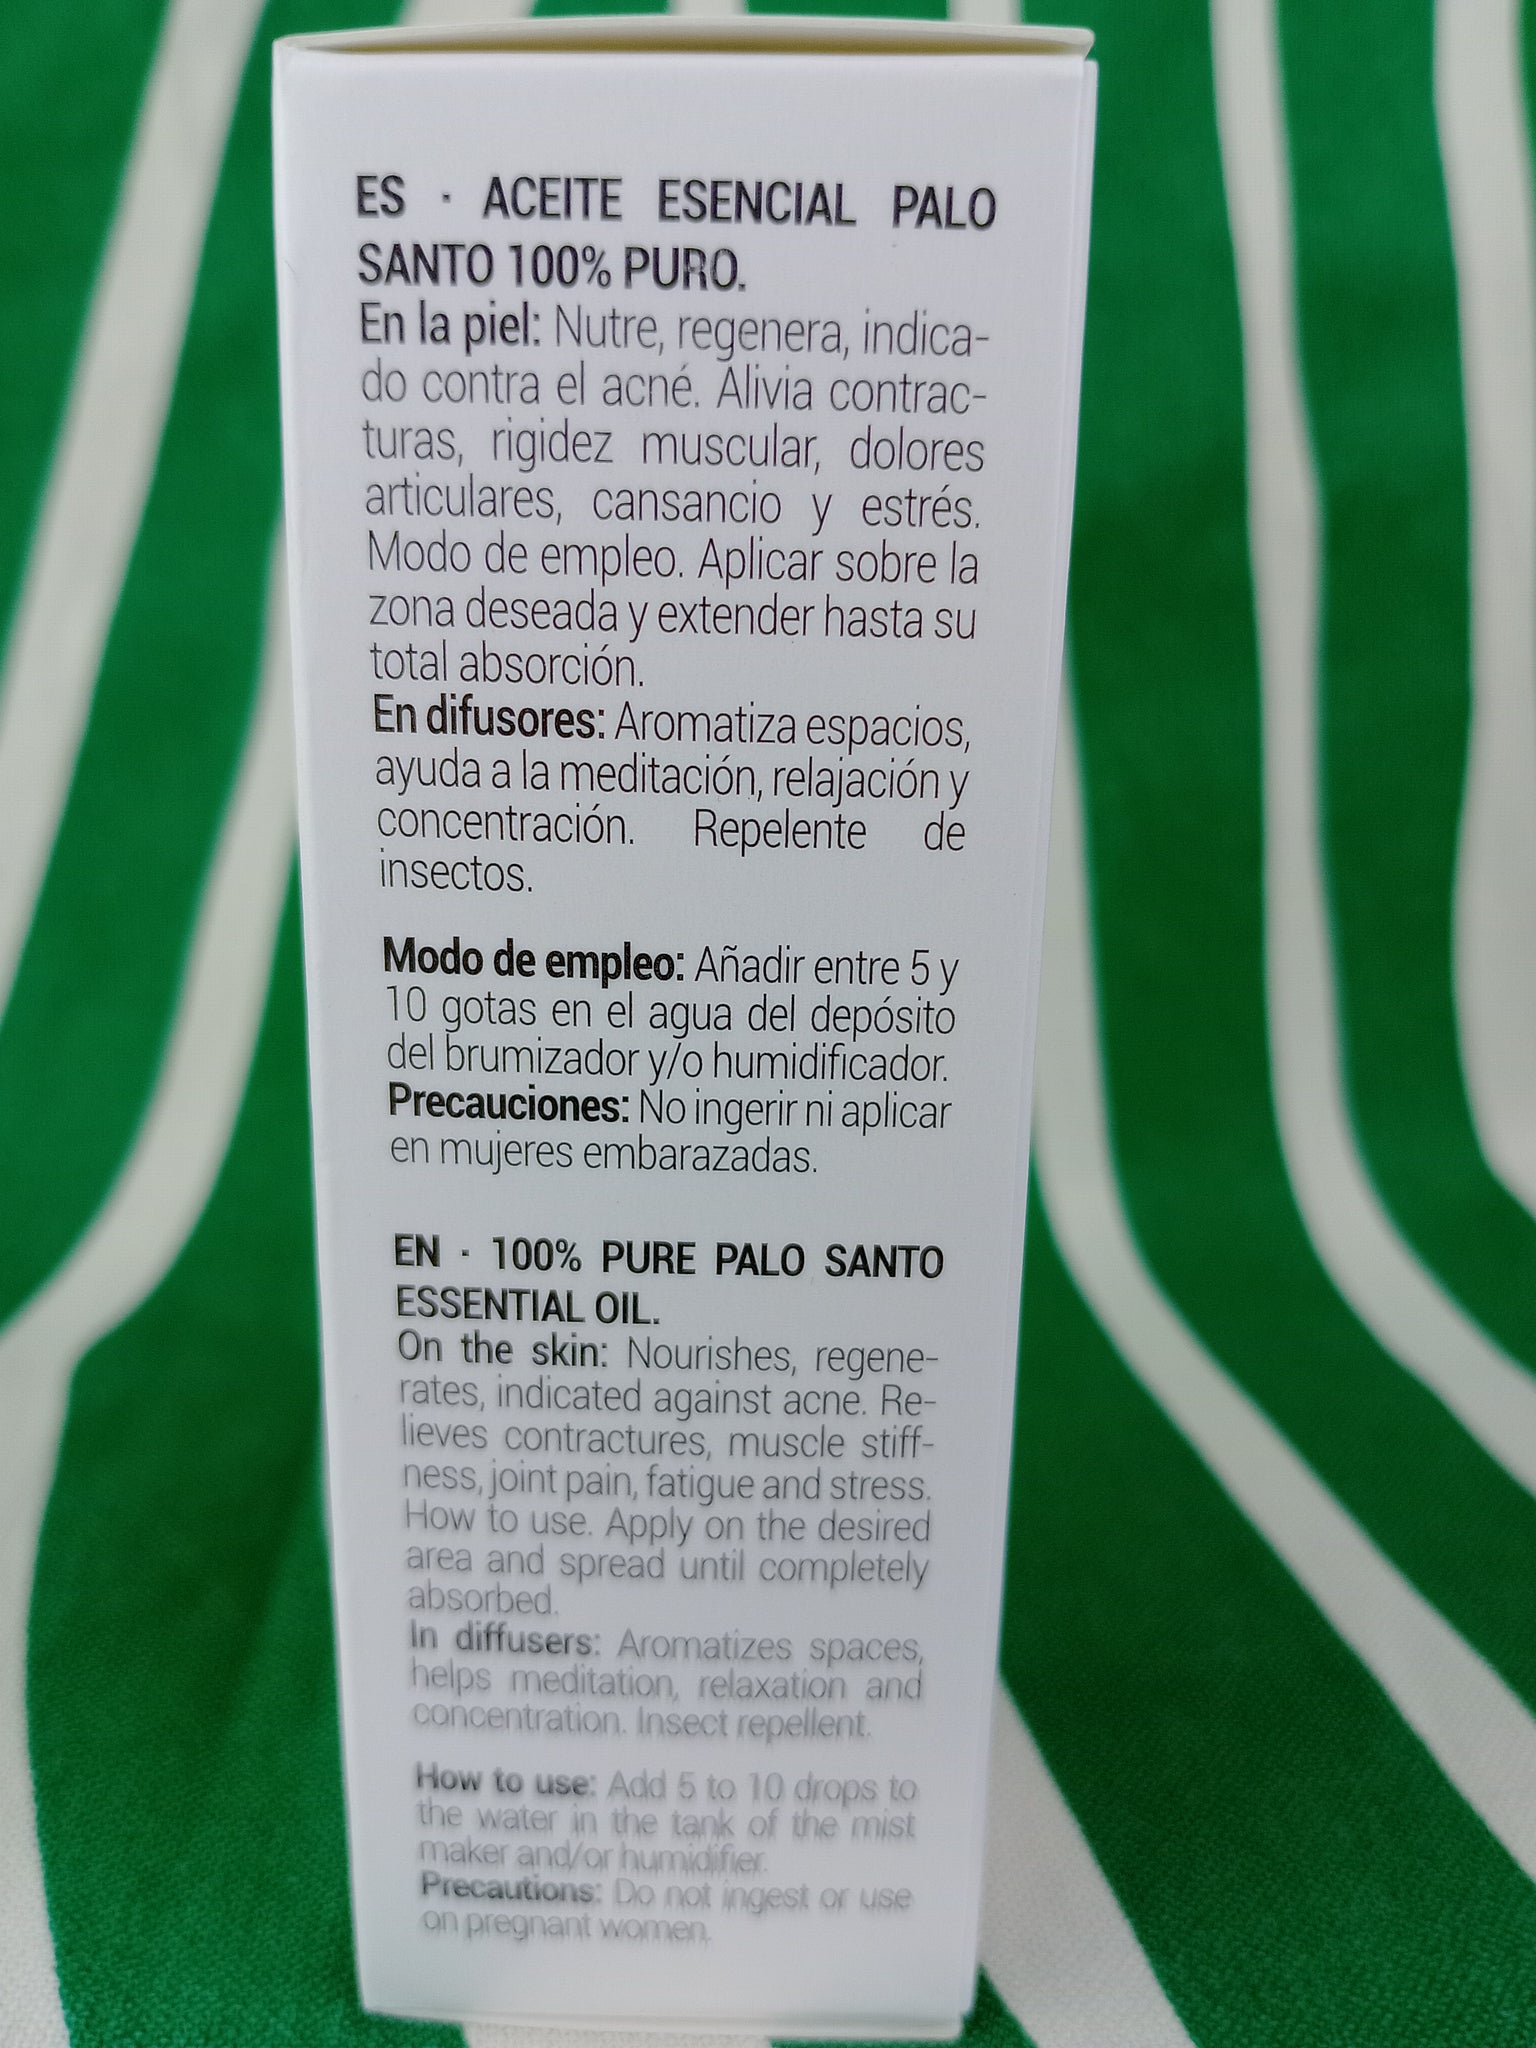 ES · ACEITE ESENCIAL PALO
SANTO 100% PURO.
En la piel: Nutre, regenera, indica-
do contra el acné. Alivia contrac-
turas, rigidez muscular, dolores
articulares, cansancio y estrés.
Modo de empleo. Aplicar sobre la
zona deseada y extender hasta su
total absorción.
En difusores: Aromatiza espacios,
ayuda a la meditación, relajación y
concentración. Repelente de
insectos.
Modo de empleo: Añadir entre 5 y
10 gotas en el agua del depósito
del brumizador y/o humidificador.
Precauciones: No ingerir ni aplicar
en mujeres embarazadas.
EN · 100% PURE PALO SANTO
ESSENTIAL OIL.
On the skin: Nourishes, regene-
rates, indicated against acne. Re-
lieves contractures, muscle stiff-
ness, joint pain, fatigue and stress.
How to use. Apply on the desired
area and spread until completely
absorbed.
In diffusers: Aromatizes spaces,
helps meditation, relaxation and
concentration. Insect repellent.
How to use: Add 5 to 10 drops to
the water in the tank of the mist
maker and/or humidifier.
Precautions: Do not ingest or use
on pregnant women.